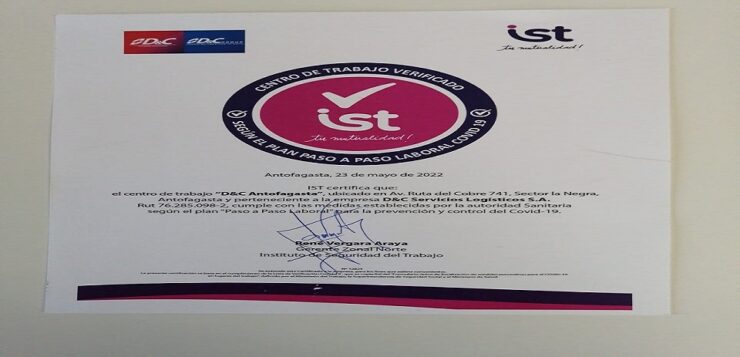 D&C D&C
ist
tu mutualidad!
CENTRO DE TRABAJO VERIFICADO
ist
tu mutualidad!
SEGÚN EL PLAN PASO A PASO LABORAL COVID 19
Antofagasta, 23 de mayo de 2022
IST certifica que:
el centro de trabajo "D&C Antofagasta", ubicado en Av. Ruta del Cobre 741, Sector la Negra,
Antofagasta y perteneciente a la empresa D&C Servicios Logísticos S.A.
Rut 76.285.098-2, cumple con las medidas establecidas por la autoridad Sanitaria
según el plan "Paso a Paso Laboral" para la prevención y control del Covid-19.
René Vergara Araya
Gerente Zonal Norte
Instituto de Seguridad del Trabajo